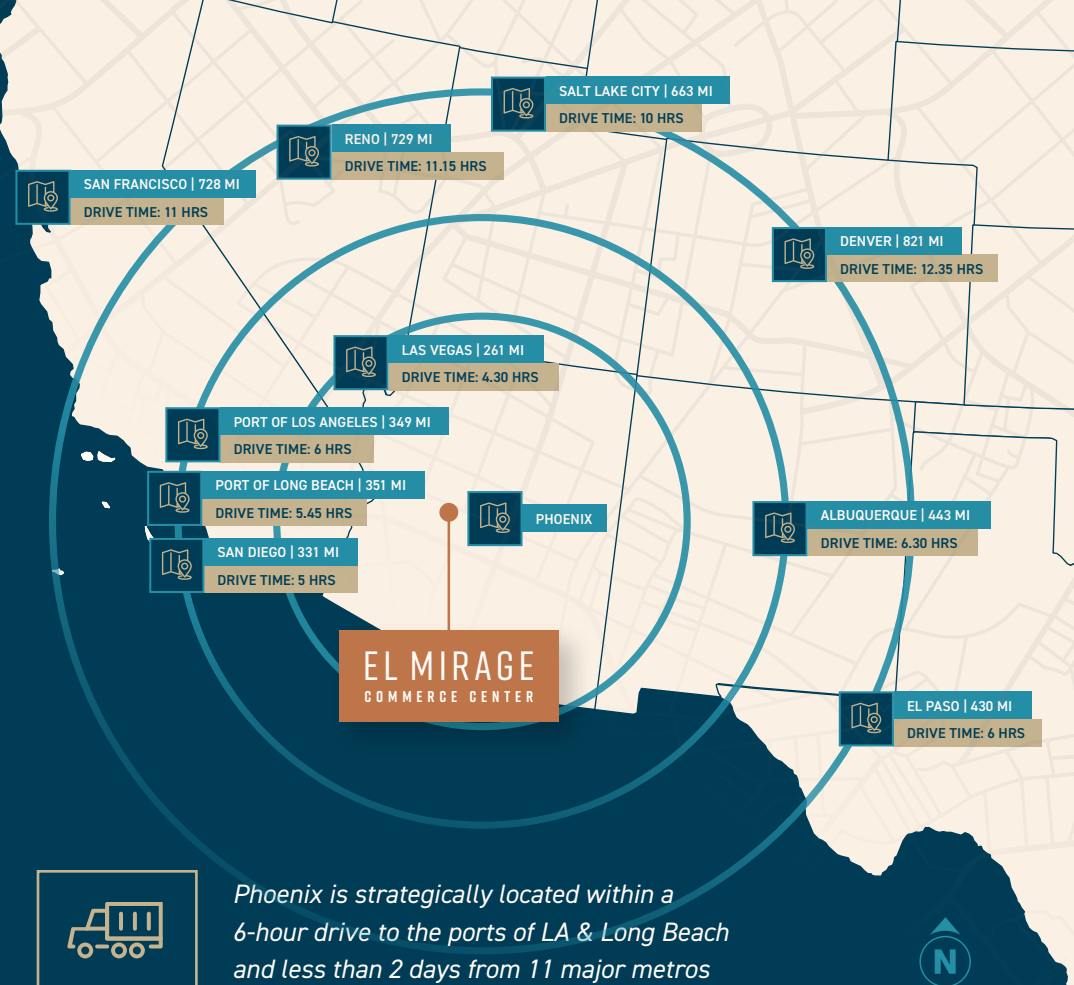 SALT LAKE CITY | 663 MI
DRIVE TIME: 10 HRS
RENO | 729 MI
DRIVE TIME: 11.15 HRS
SAN FRANCISCO | 728 MI
DRIVE TIME: 11 HRS
DENVER | 821 MI
DRIVE TIME: 12.35 HRS
LAS VEGAS | 261 MI
DRIVE TIME: 4.30 HRS
PORT OF LOS ANGELES | 349 MI
DRIVE TIME: 6 HRS
PORT OF LONG BEACH | 351 MI
DRIVE TIME: 5.45 HRS
PHOENIX
ALBUQUERQUE | 443 MI
DRIVE TIME: 6.30 HRS
SAN DIEGO | 331 MI
DRIVE TIME: 5 HRS
EL MIRAGE
COMMERCE CENTER
EL PASO | 430 MI
DRIVE TIME: 6 HRS
Phoenix is strategically located within a
6-hour drive to the ports of LA & Long Beach
and less than 2 days from 11 major metros
N